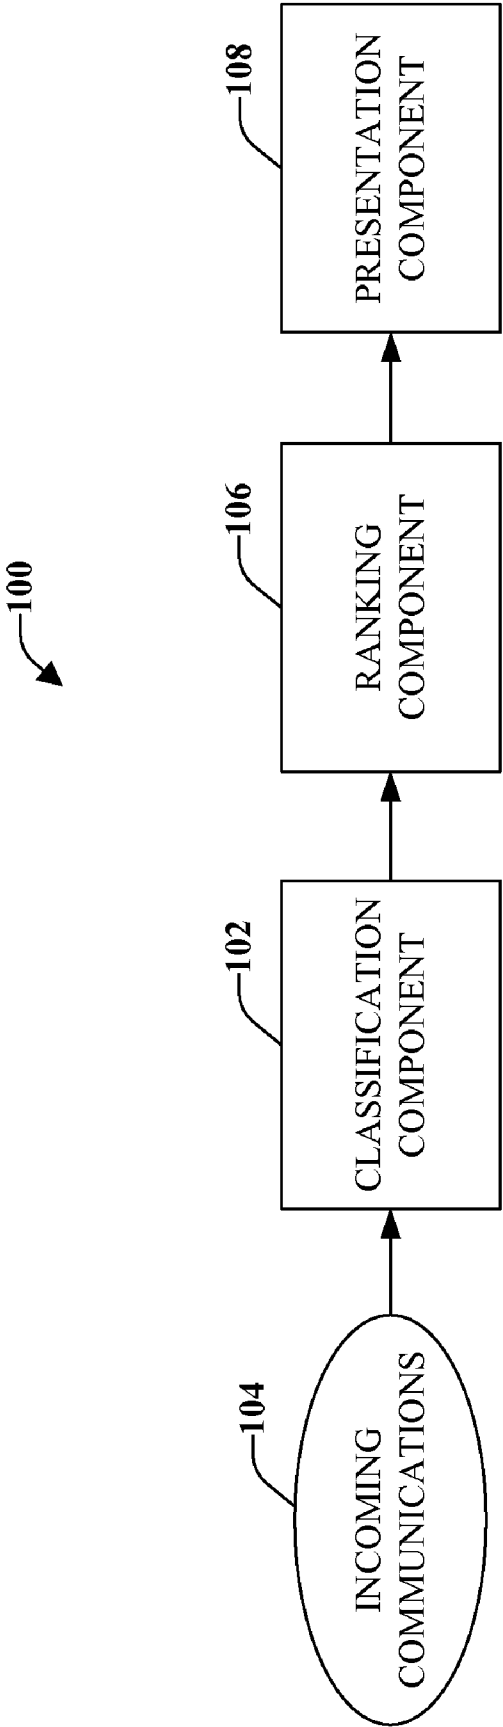 100
104
INCOMING
COMMUNICATIONS
102
CLASSIFICATION
COMPONENT
106
RANKING
COMPONENT
108
PRESENTATION
COMPONENT